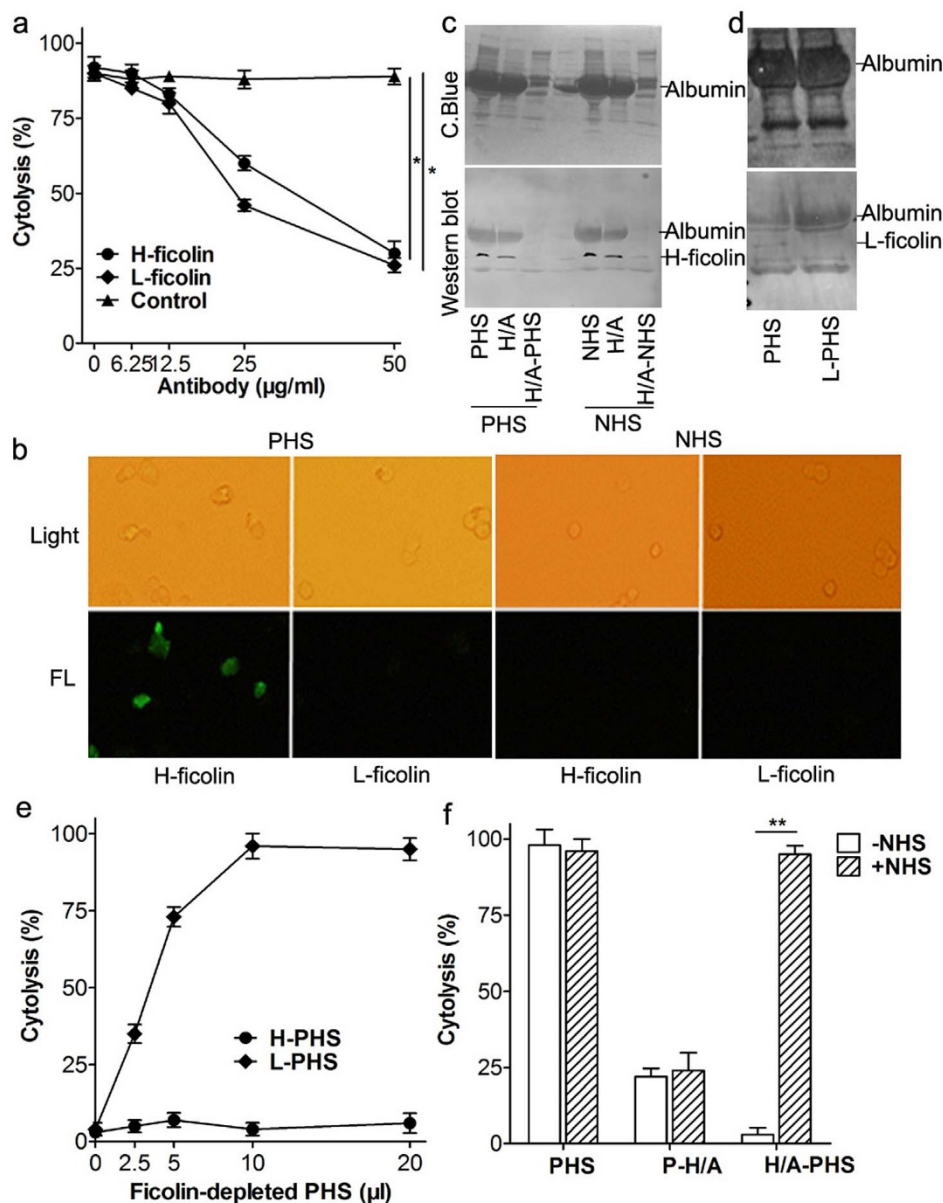 a
100
75
50
25
0
Cytolysis (%)
H-ficolin
L-ficolin
Control
*
*
0 6.25 12.5 25 50
Antibody (µg/ml)
c
C.Blue
Albumin
Western blot
Albumin
H-ficolin
PHS H/A H/A-PHS NHS H/A H/A-NHS
PHS NHS
d
Albumin
Albumin
L-ficolin
PHS L-PHS
b
PHS NHS
Light
FL
H-ficolin L-ficolin H-ficolin L-ficolin
e
100
75
50
25
0
Cytolysis (%)
H-PHS
L-PHS
0 2.5 5 10 20
Ficolin-depleted PHS (µl)
f
100
75
50
25
0
Cytolysis (%)
**
-NHS
+NHS
PHS P-H/A H/A-PHS